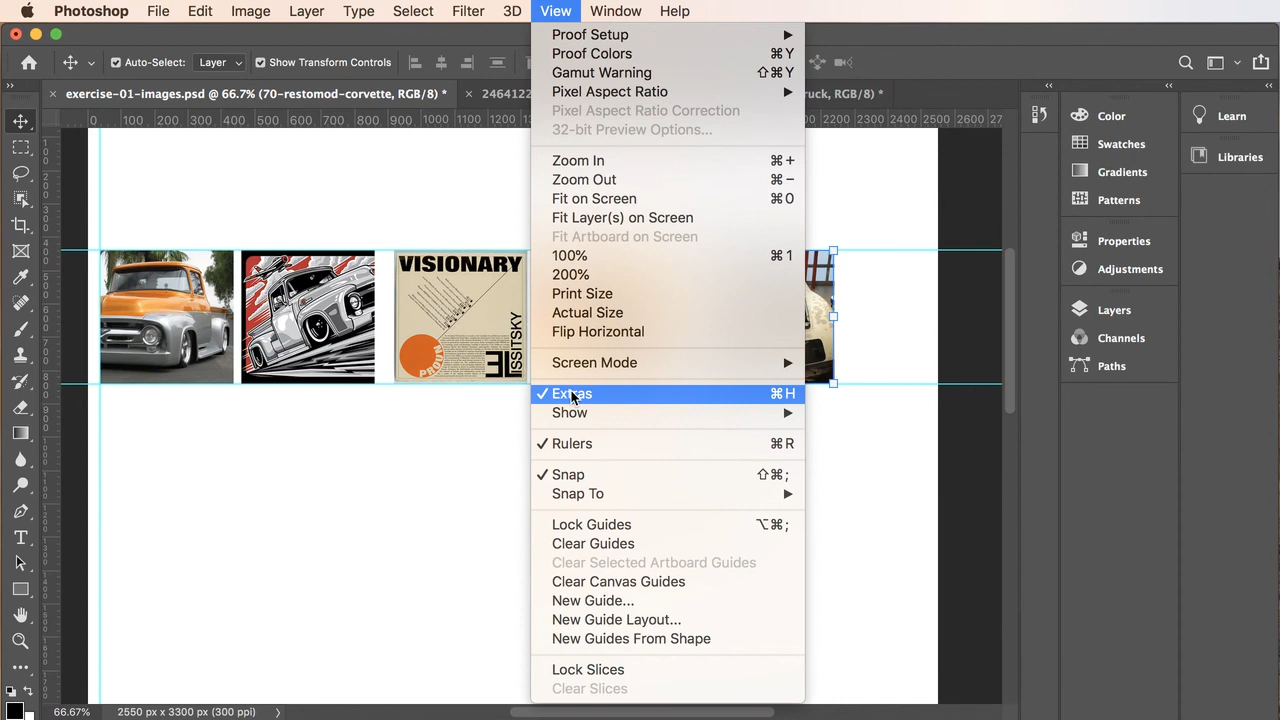 Photoshop File Edit Image Layer Type Select Filter 3D View Window Help
Auto-Select: Layer Show Transform Controls
exercise-01-images.psd @ 66.7% (70-restomod-corvette, RGB/8) *
2464122
ruck, RGB/8) *
0 100 200 300 400 500 600 700 800 900 1000 1100 1200 2200 2300 2400 2500 2600 27
Proof Setup
Proof Colors ⌘Y
Gamut Warning ⇧⌘Y
Pixel Aspect Ratio
Pixel Aspect Ratio Correction
32-bit Preview Options...
Zoom In ⌘+
Zoom Out ⌘−
Fit on Screen ⌘0
Fit Layer(s) on Screen
Fit Artboard on Screen
100% ⌘1
200%
Print Size
Actual Size
Flip Horizontal
Screen Mode
Extras ⌘H
Show
Rulers ⌘R
Snap ⇧⌘;
Snap To
Lock Guides ⌥⌘;
Clear Guides
Clear Selected Artboard Guides
Clear Canvas Guides
New Guide...
New Guide Layout...
New Guides From Shape
Lock Slices
Clear Slices
VISIONARY
PROUN
EL
LISSITSKY
Color
Swatches
Gradients
Patterns
Properties
Adjustments
Layers
Channels
Paths
Learn
Libraries
66.67% 2550 px x 3300 px (300 ppi)